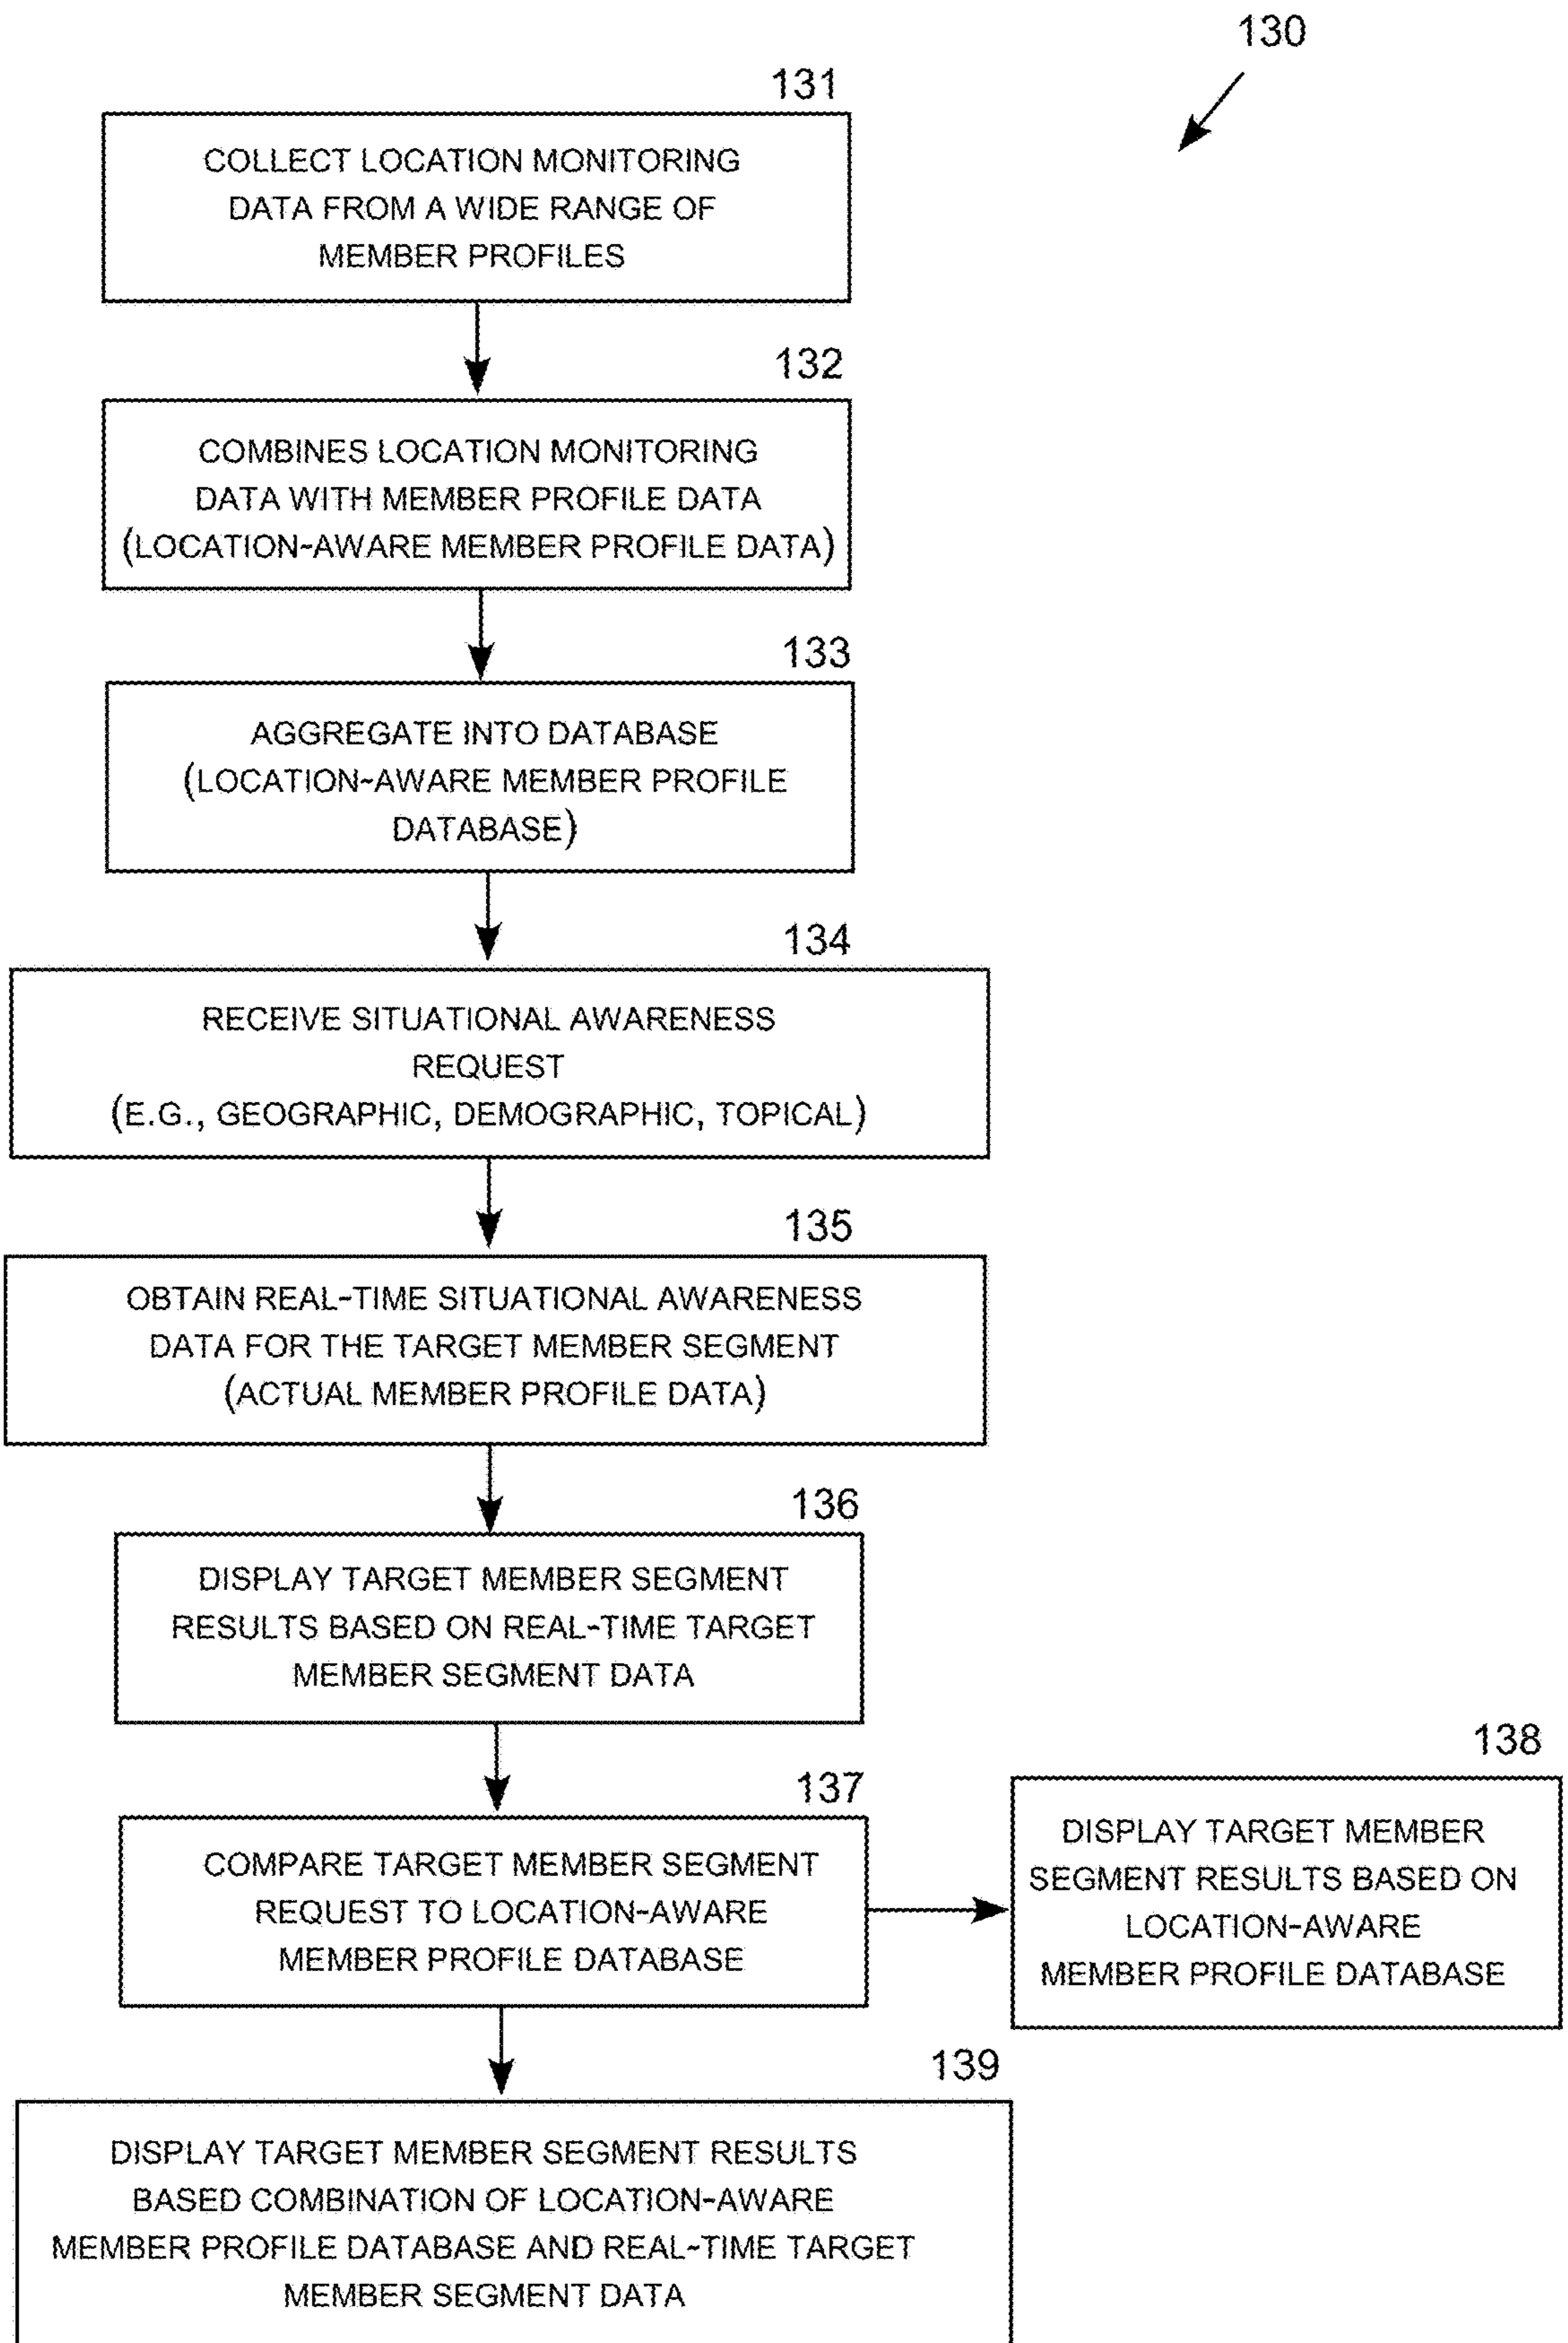 130
131
COLLECT LOCATION MONITORING
DATA FROM A WIDE RANGE OF
MEMBER PROFILES
132
COMBINES LOCATION MONITORING
DATA WITH MEMBER PROFILE DATA
(LOCATION-AWARE MEMBER PROFILE DATA)
133
AGGREGATE INTO DATABASE
(LOCATION-AWARE MEMBER PROFILE
DATABASE)
134
RECEIVE SITUATIONAL AWARENESS
REQUEST
(E.G., GEOGRAPHIC, DEMOGRAPHIC, TOPICAL)
135
OBTAIN REAL-TIME SITUATIONAL AWARENESS
DATA FOR THE TARGET MEMBER SEGMENT
(ACTUAL MEMBER PROFILE DATA)
136
DISPLAY TARGET MEMBER SEGMENT
RESULTS BASED ON REAL-TIME TARGET
MEMBER SEGMENT DATA
137
COMPARE TARGET MEMBER SEGMENT
REQUEST TO LOCATION-AWARE
MEMBER PROFILE DATABASE
138
DISPLAY TARGET MEMBER
SEGMENT RESULTS BASED ON
LOCATION-AWARE
MEMBER PROFILE DATABASE
139
DISPLAY TARGET MEMBER SEGMENT RESULTS
BASED COMBINATION OF LOCATION-AWARE
MEMBER PROFILE DATABASE AND REAL-TIME TARGET
MEMBER SEGMENT DATA